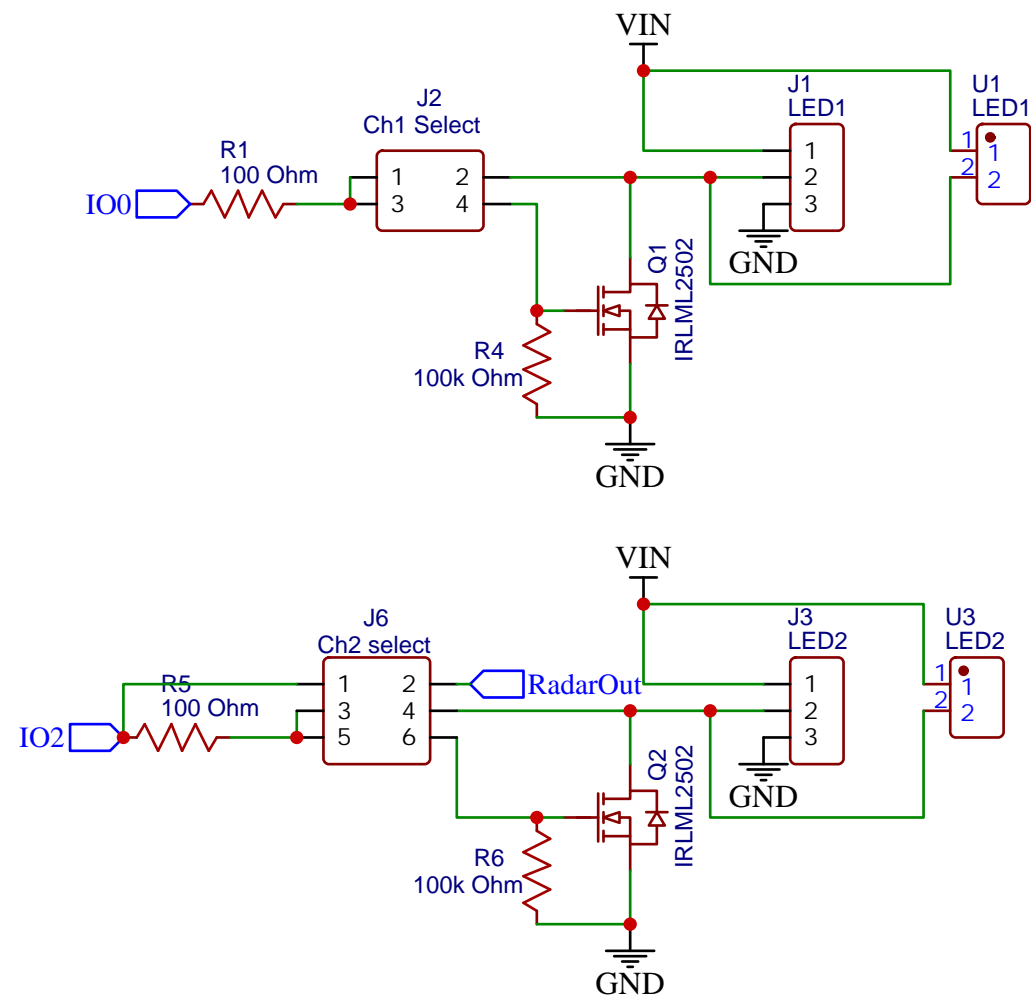 VIN
J1
LED1
U1
LED1
J2
Ch1 Select
R1
100 Ohm
IO0
1
2
3
4
1
2
3
1
2
1
2
GND
Q1
IRLML2502
R4
100k Ohm
GND
VIN
J3
LED2
U3
LED2
J6
Ch2 select
R5
100 Ohm
IO2
1
2
3
4
5
6
RadarOut
1
2
3
1
2
1
2
GND
Q2
IRLML2502
R6
100k Ohm
GND